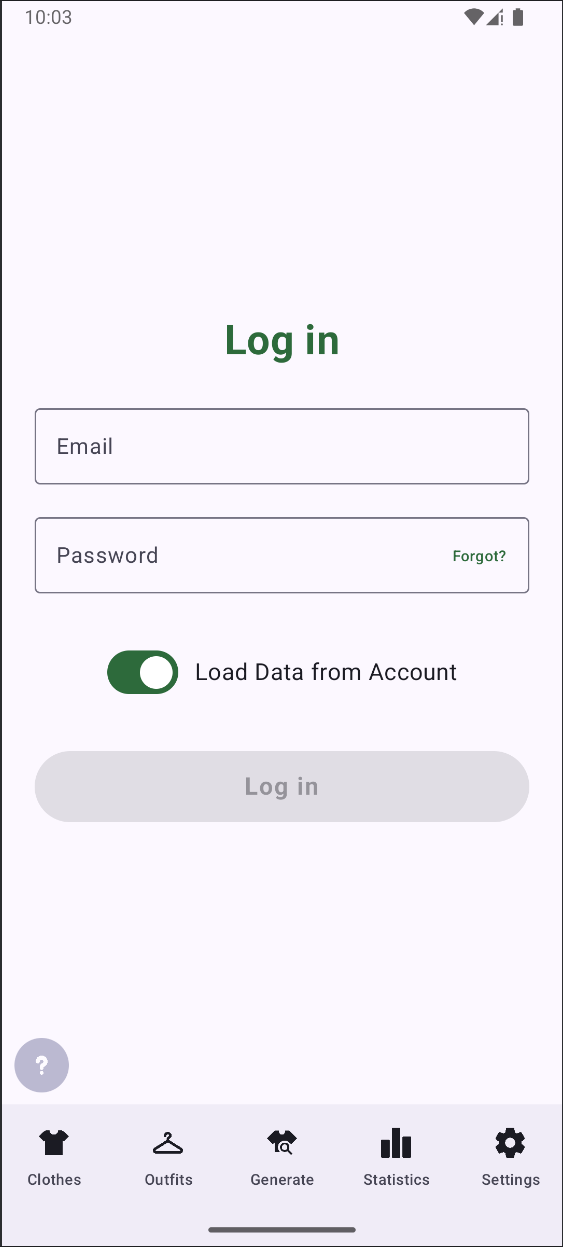 10:03
Log in
Email
Password Forgot?
Load Data from Account
Log in
?
Clothes Outfits Generate Statistics Settings